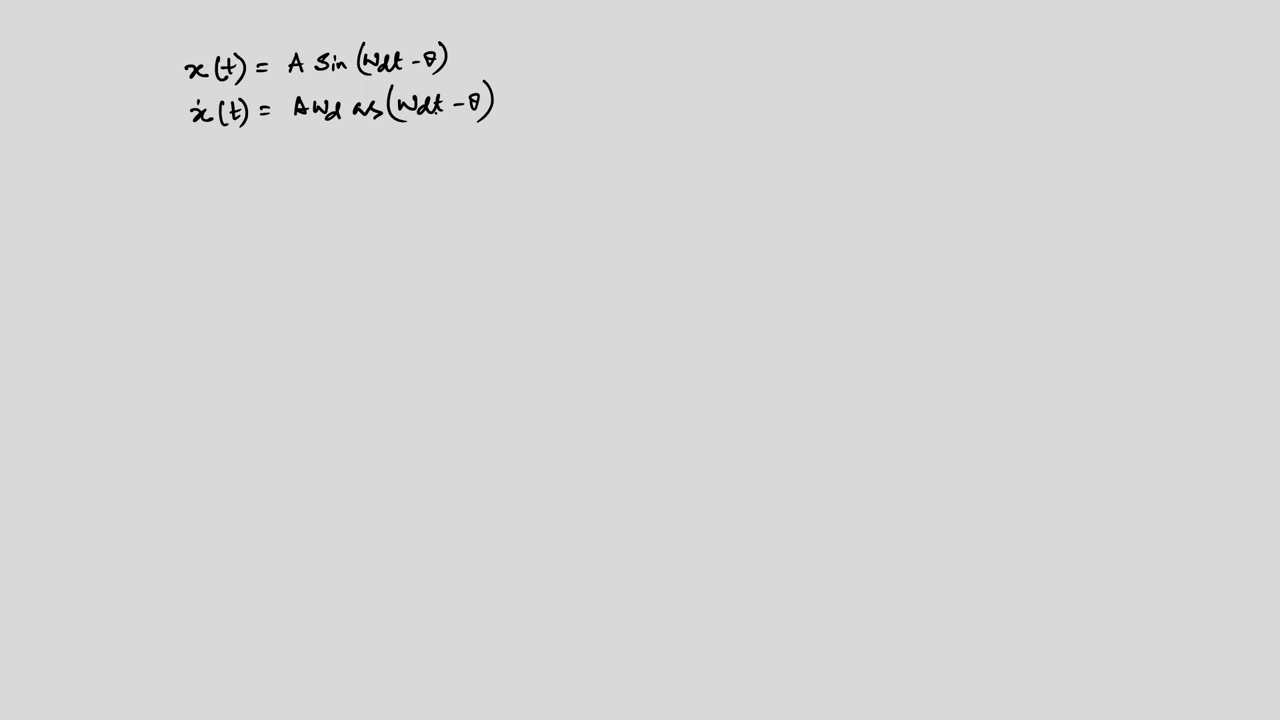 x(t) = A Sin(ωdt - θ)
ẋ(t) = Aωd cos(ωdt - θ)